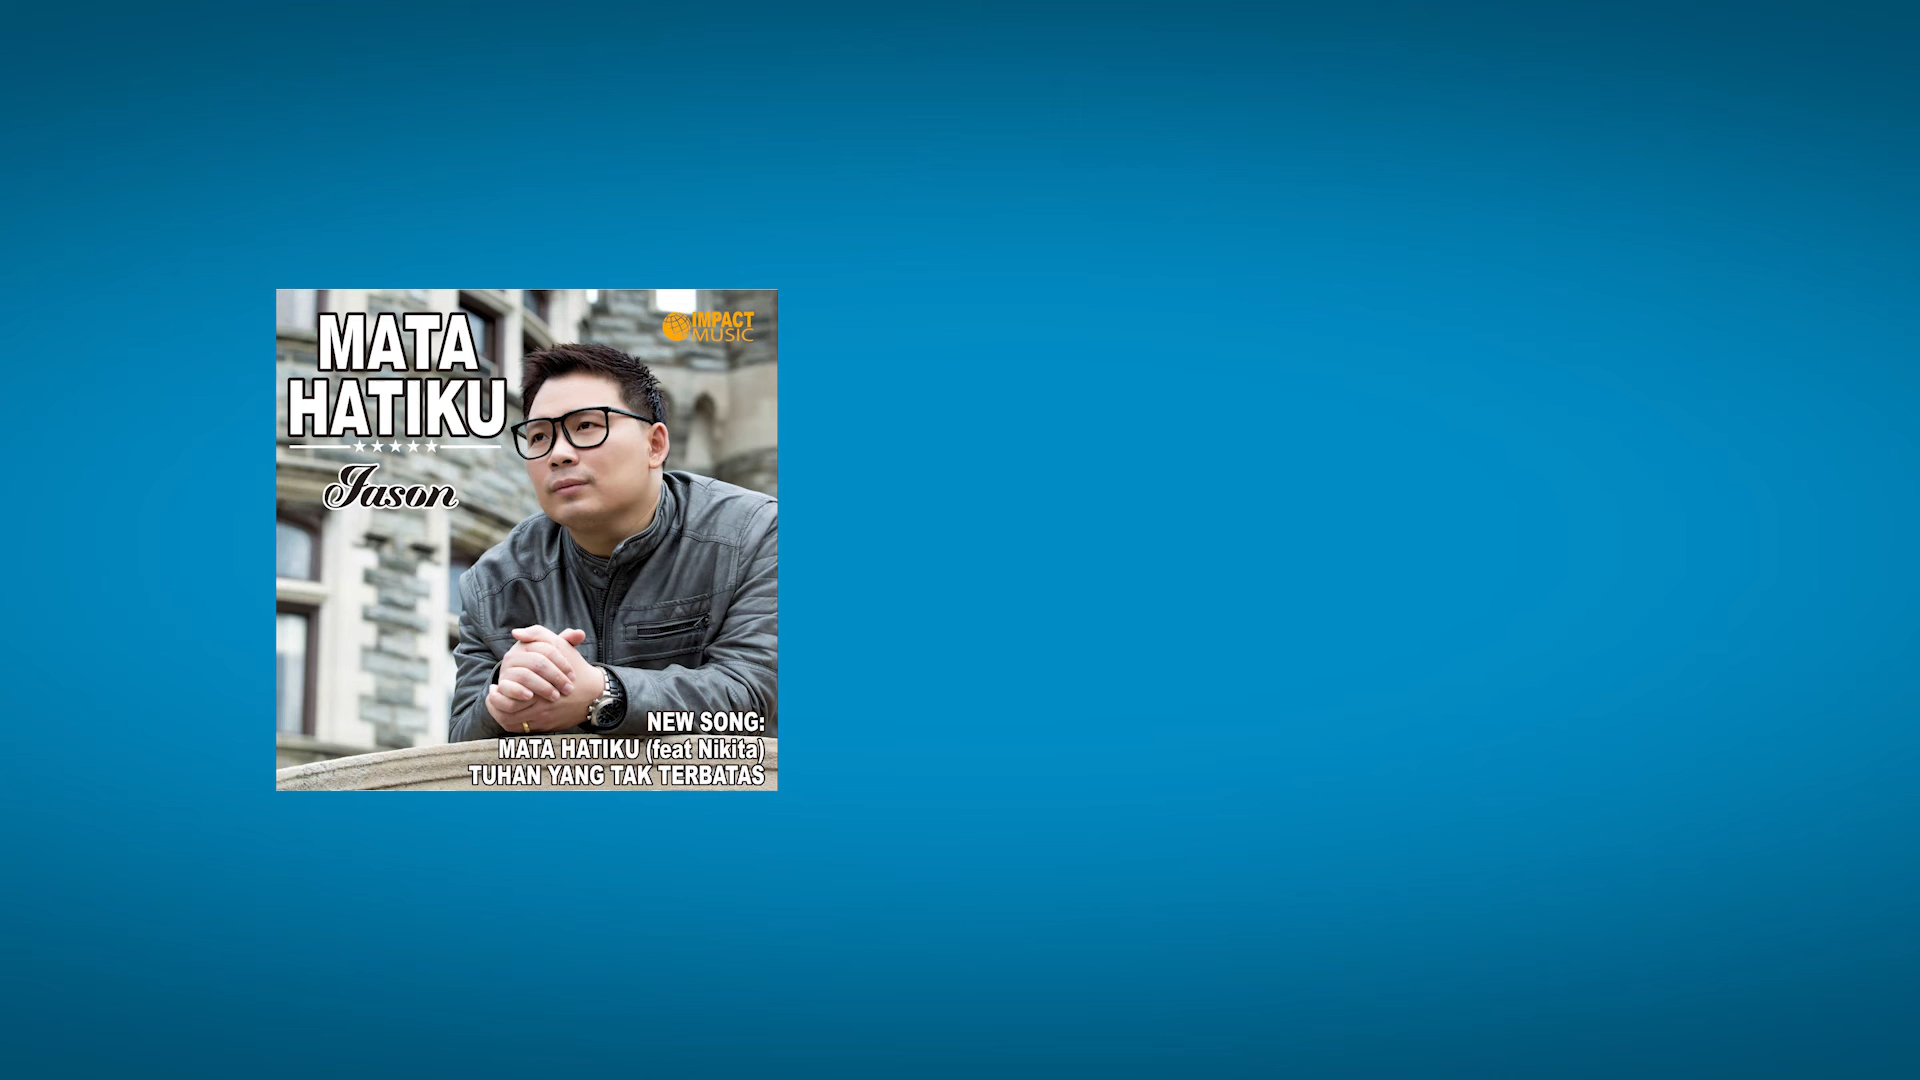 MATA
HATIKU
Jason
IMPACT
MUSIC
NEW SONG:
MATA HATIKU (feat Nikita)
TUHAN YANG TAK TERBATAS